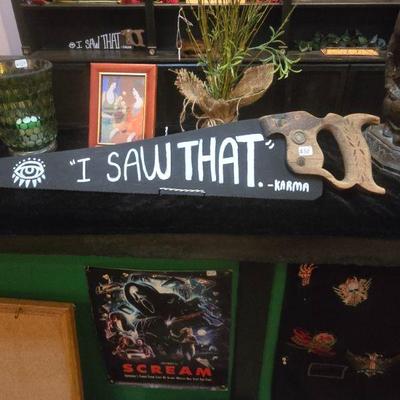 "I SAW THAT.
"I SAW THAT."
-KARMA
SCREAM